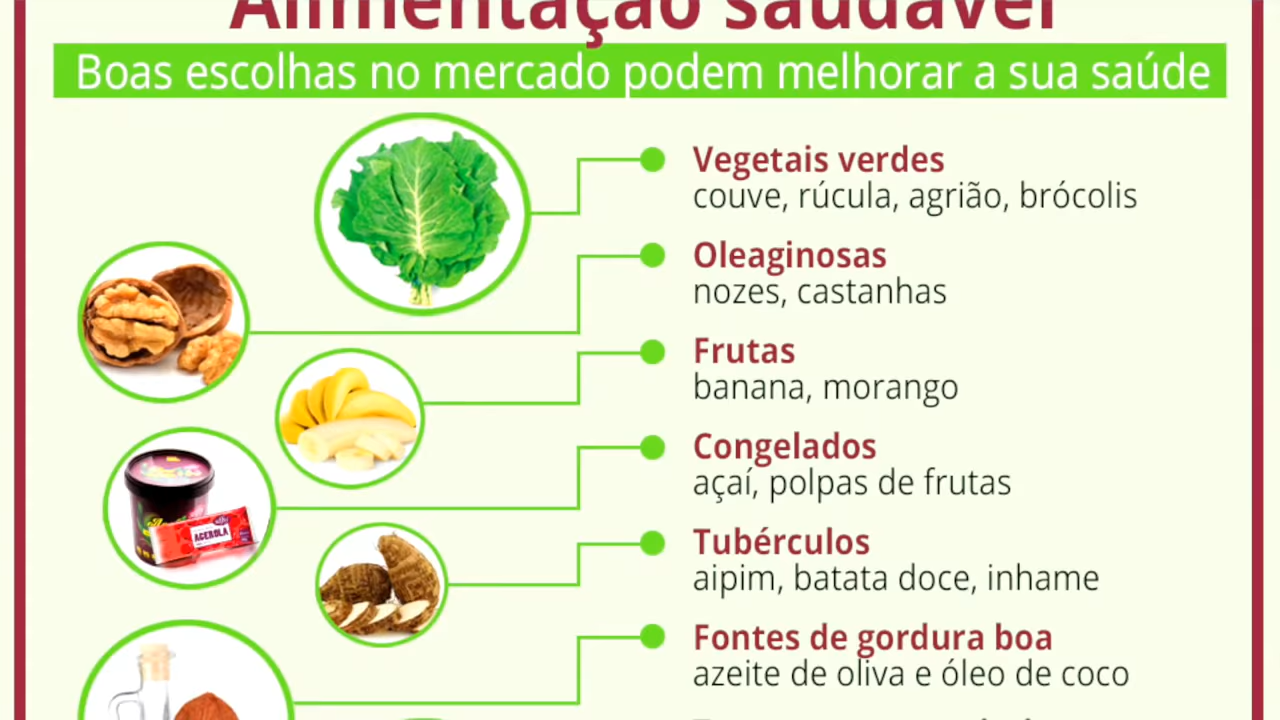 Alimentação saudável
Boas escolhas no mercado podem melhorar a sua saúde
Vegetais verdes
couve, rúcula, agrião, brócolis
Oleaginosas
nozes, castanhas
Frutas
banana, morango
Congelados
açaí, polpas de frutas
ACEROLA
Tubérculos
aipim, batata doce, inhame
Fontes de gordura boa
azeite de oliva e óleo de coco